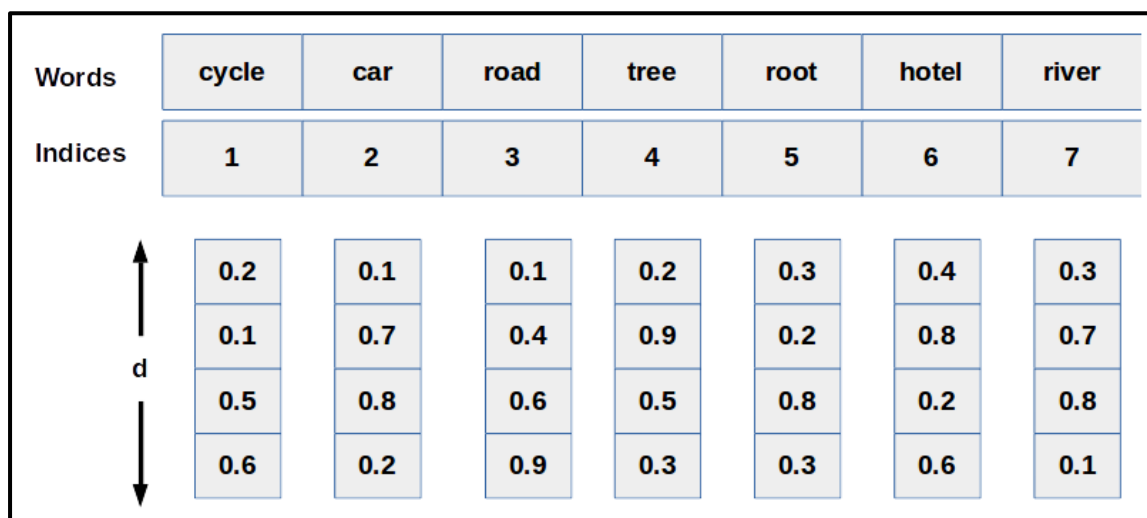 Words cycle car road tree root hotel river
Indices 1 2 3 4 5 6 7
0.2 0.1 0.1 0.2 0.3 0.4 0.3
0.1 0.7 0.4 0.9 0.2 0.8 0.7
d
0.5 0.8 0.6 0.5 0.8 0.2 0.8
0.6 0.2 0.9 0.3 0.3 0.6 0.1